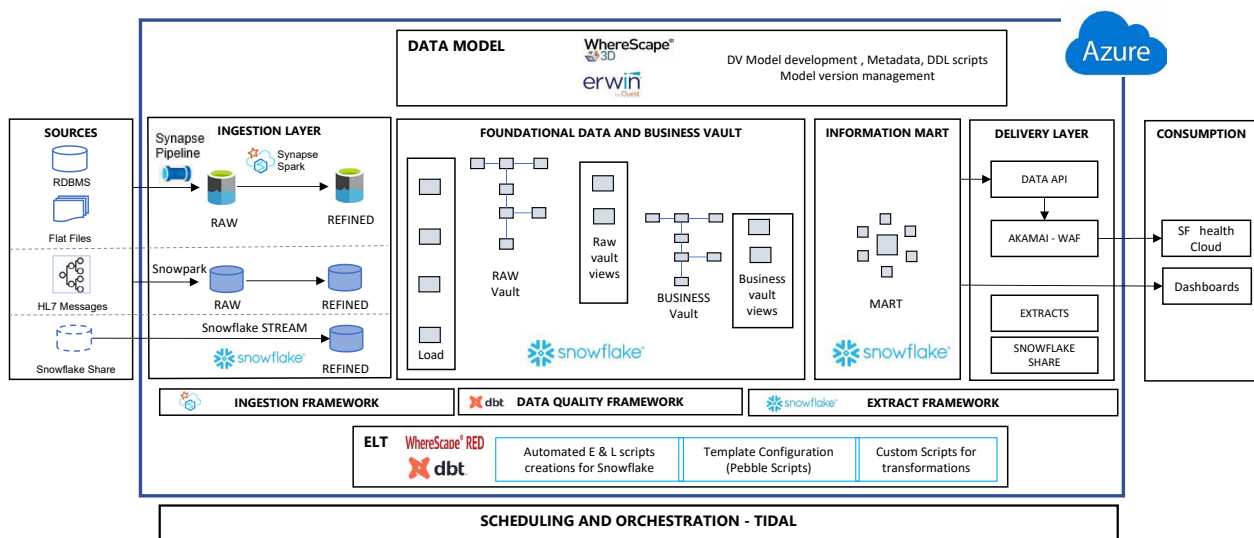 DATA MODEL
WhereScape®
3D
erwin
by Quest
DV Model development , Metadata, DDL scripts
Model version management
Azure
SOURCES
RDBMS
Flat Files
HL7 Messages
Snowflake Share
INGESTION LAYER
Synapse
Pipeline
Synapse
Spark
RAW
REFINED
Snowpark
RAW
REFINED
Snowflake STREAM
snowflake®
REFINED
FOUNDATIONAL DATA AND BUSINESS VAULT
Load
RAW
Vault
Raw
vault
views
BUSINESS
Vault
Business
vault
views
snowflake®
INFORMATION MART
MART
snowflake®
DELIVERY LAYER
DATA API
AKAMAI - WAF
EXTRACTS
SNOWFLAKE
SHARE
CONSUMPTION
SF health
Cloud
Dashboards
INGESTION FRAMEWORK
dbt DATA QUALITY FRAMEWORK
snowflake® EXTRACT FRAMEWORK
ELT
WhereScape® RED
dbt
Automated E & L scripts
creations for Snowflake
Template Configuration
(Pebble Scripts)
Custom Scripts for
transformations
SCHEDULING AND ORCHESTRATION - TIDAL